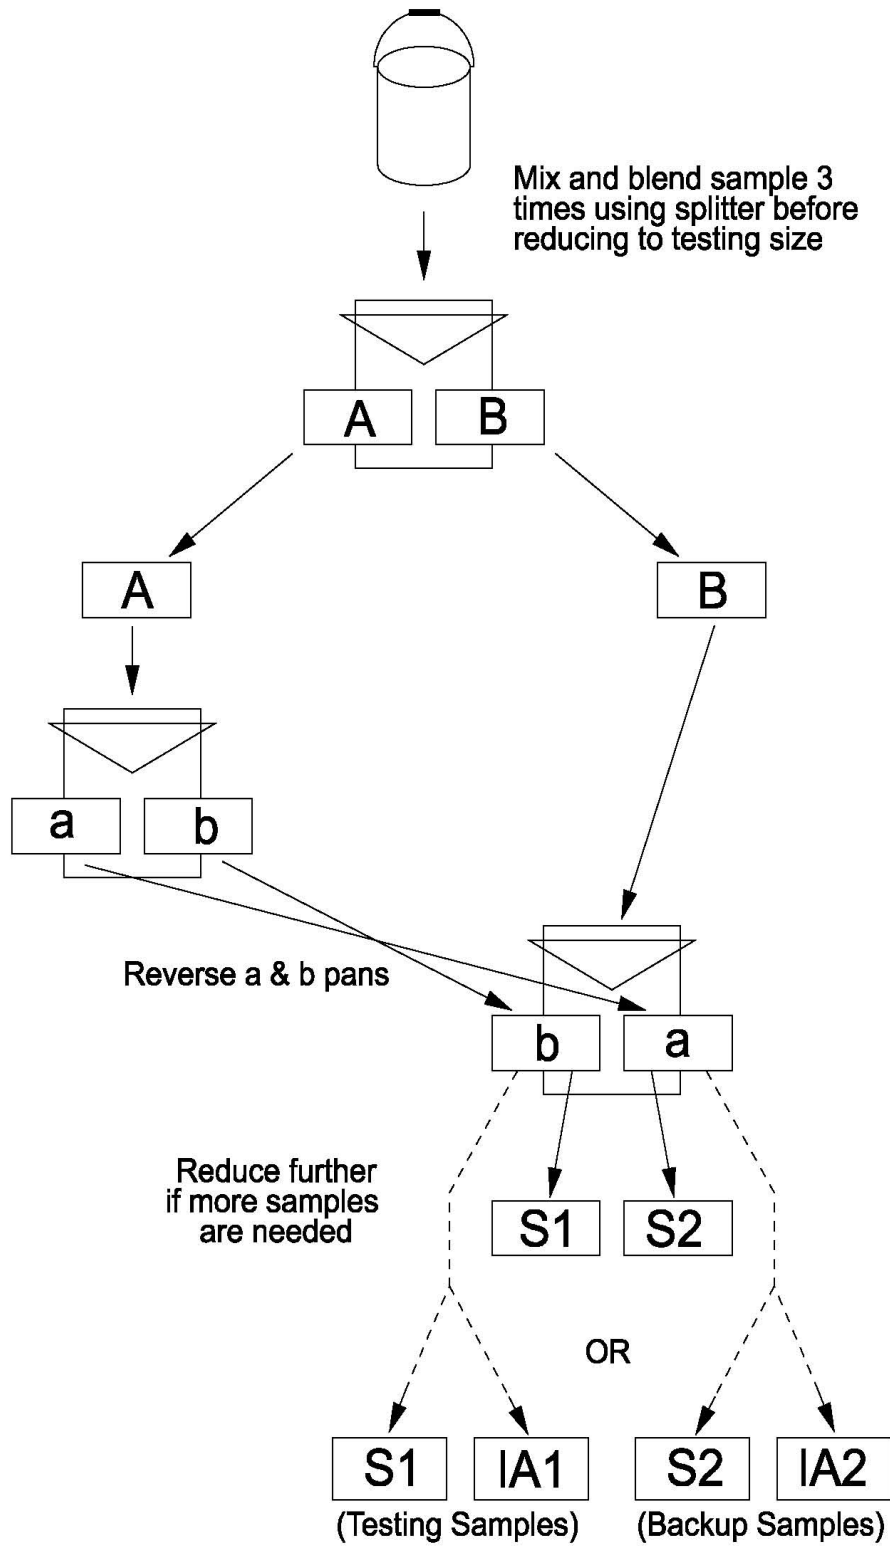 Mix and blend sample 3
times using splitter before
reducing to testing size
A B
A B
a b
Reverse a & b pans
b a
Reduce further
if more samples
are needed
S1 S2
OR
S1 IA1 S2 IA2
(Testing Samples) (Backup Samples)